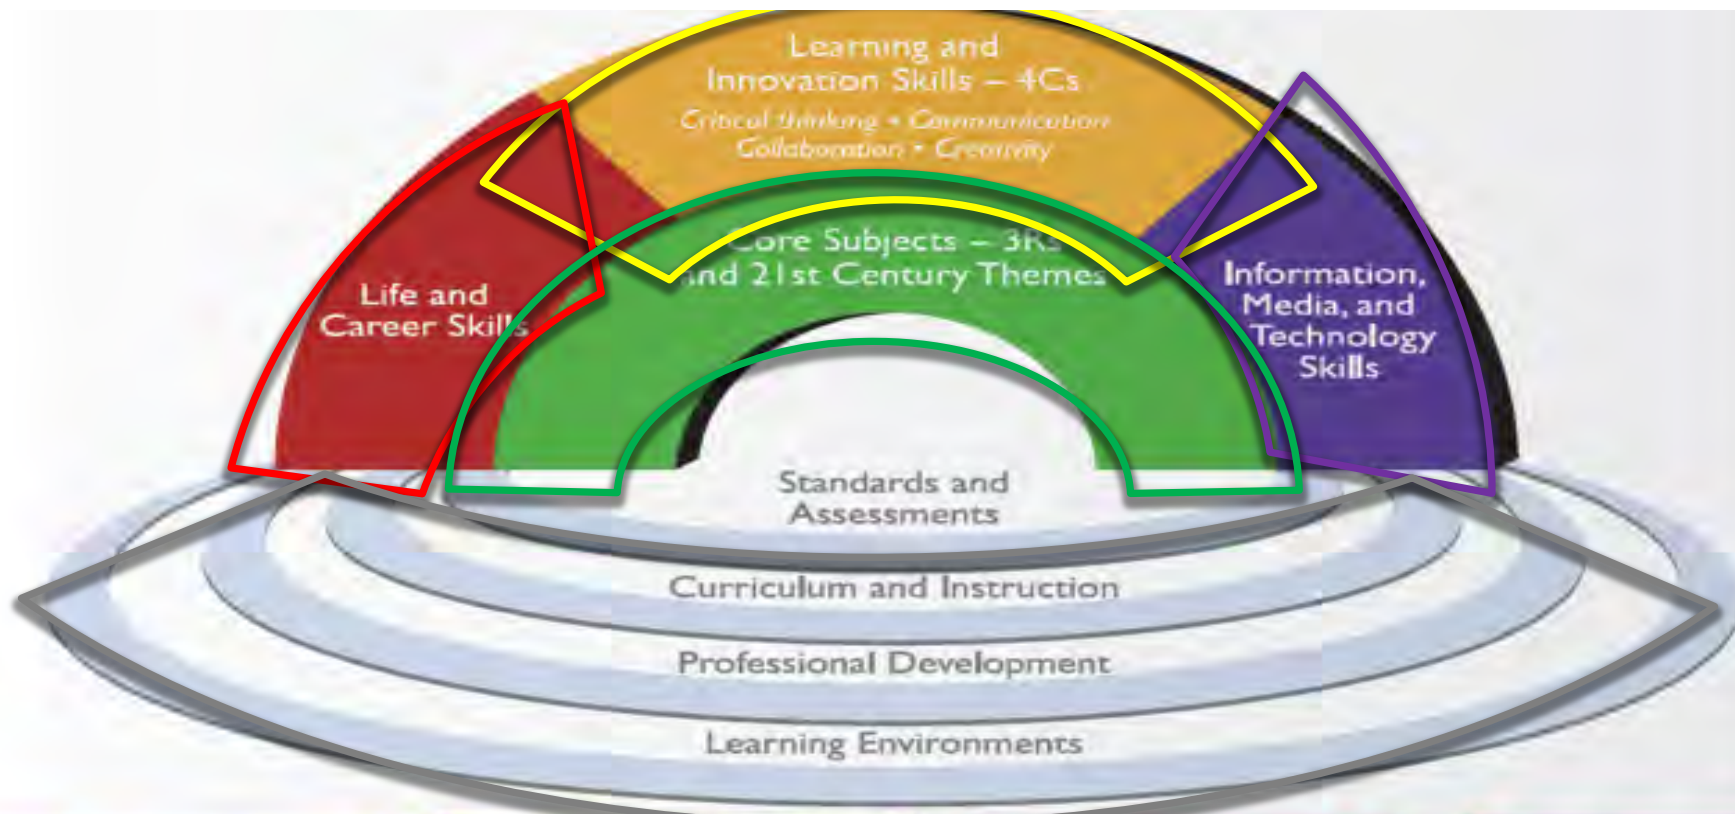 Learning and
Innovation Skills – 4Cs
Critical thinking • Communication
Collaboration • Creativity
Core Subjects – 3Rs
and 21st Century Themes
Life and
Career Skills
Information,
Media, and
Technology
Skills
Standards and
Assessments
Curriculum and Instruction
Professional Development
Learning Environments